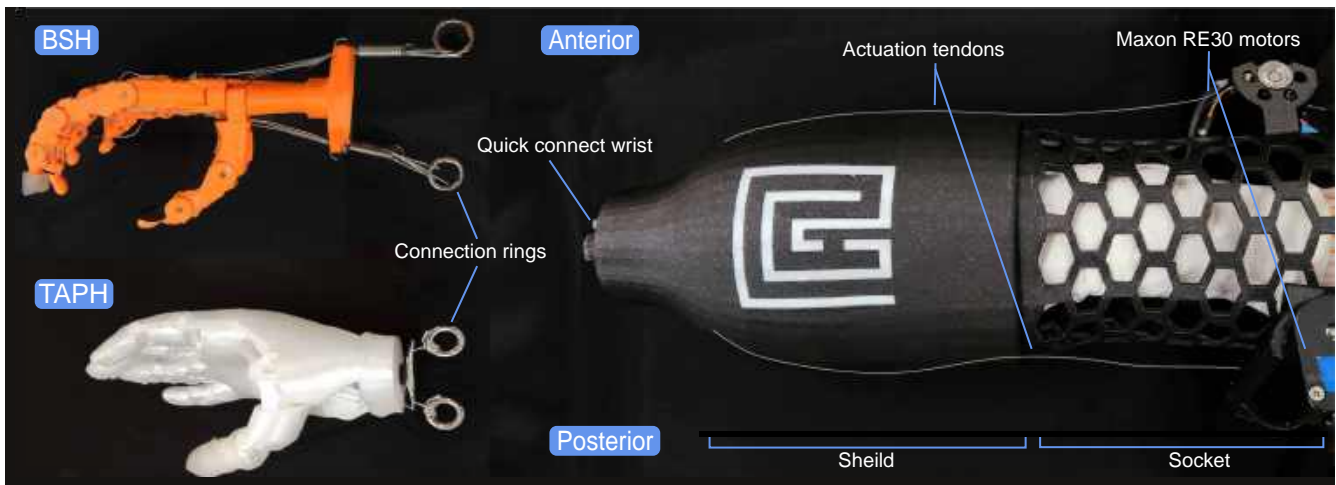 BSH
Anterior
Actuation tendons
Maxon RE30 motors
Quick connect wrist
Connection rings
TAPH
Posterior
Sheild
Socket